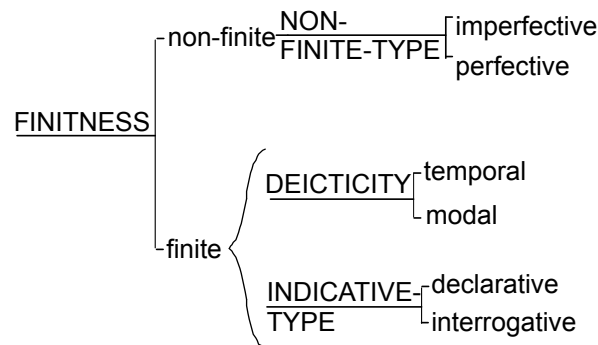 non-finite
NON-
FINITE-TYPE
imperfective
perfective
FINITNESS
finite
DEICTICITY
temporal
modal
INDICATIVE-
TYPE
declarative
interrogative